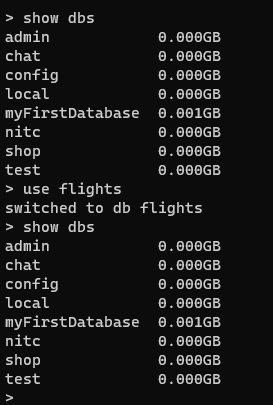 > show dbs
admin            0.000GB
chat             0.000GB
config           0.000GB
local            0.000GB
myFirstDatabase  0.001GB
nitc             0.000GB
shop             0.000GB
test             0.000GB
> use flights
switched to db flights
> show dbs
admin            0.000GB
chat             0.000GB
config           0.000GB
local            0.000GB
myFirstDatabase  0.001GB
nitc             0.000GB
shop             0.000GB
test             0.000GB
>